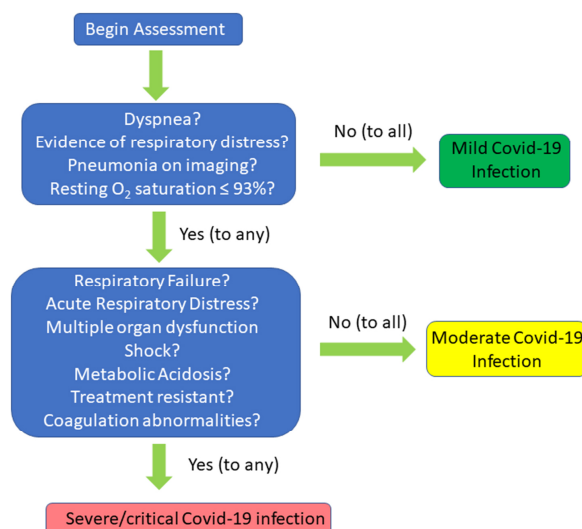 Begin Assessment
Dyspnea?
Evidence of respiratory distress?
Pneumonia on imaging?
Resting O₂ saturation ≤ 93%?
No (to all)
Mild Covid-19
Infection
Yes (to any)
Respiratory Failure?
Acute Respiratory Distress?
Multiple organ dysfunction
Shock?
Metabolic Acidosis?
Treatment resistant?
Coagulation abnormalities?
No (to all)
Moderate Covid-19
Infection
Yes (to any)
Severe/critical Covid-19 infection